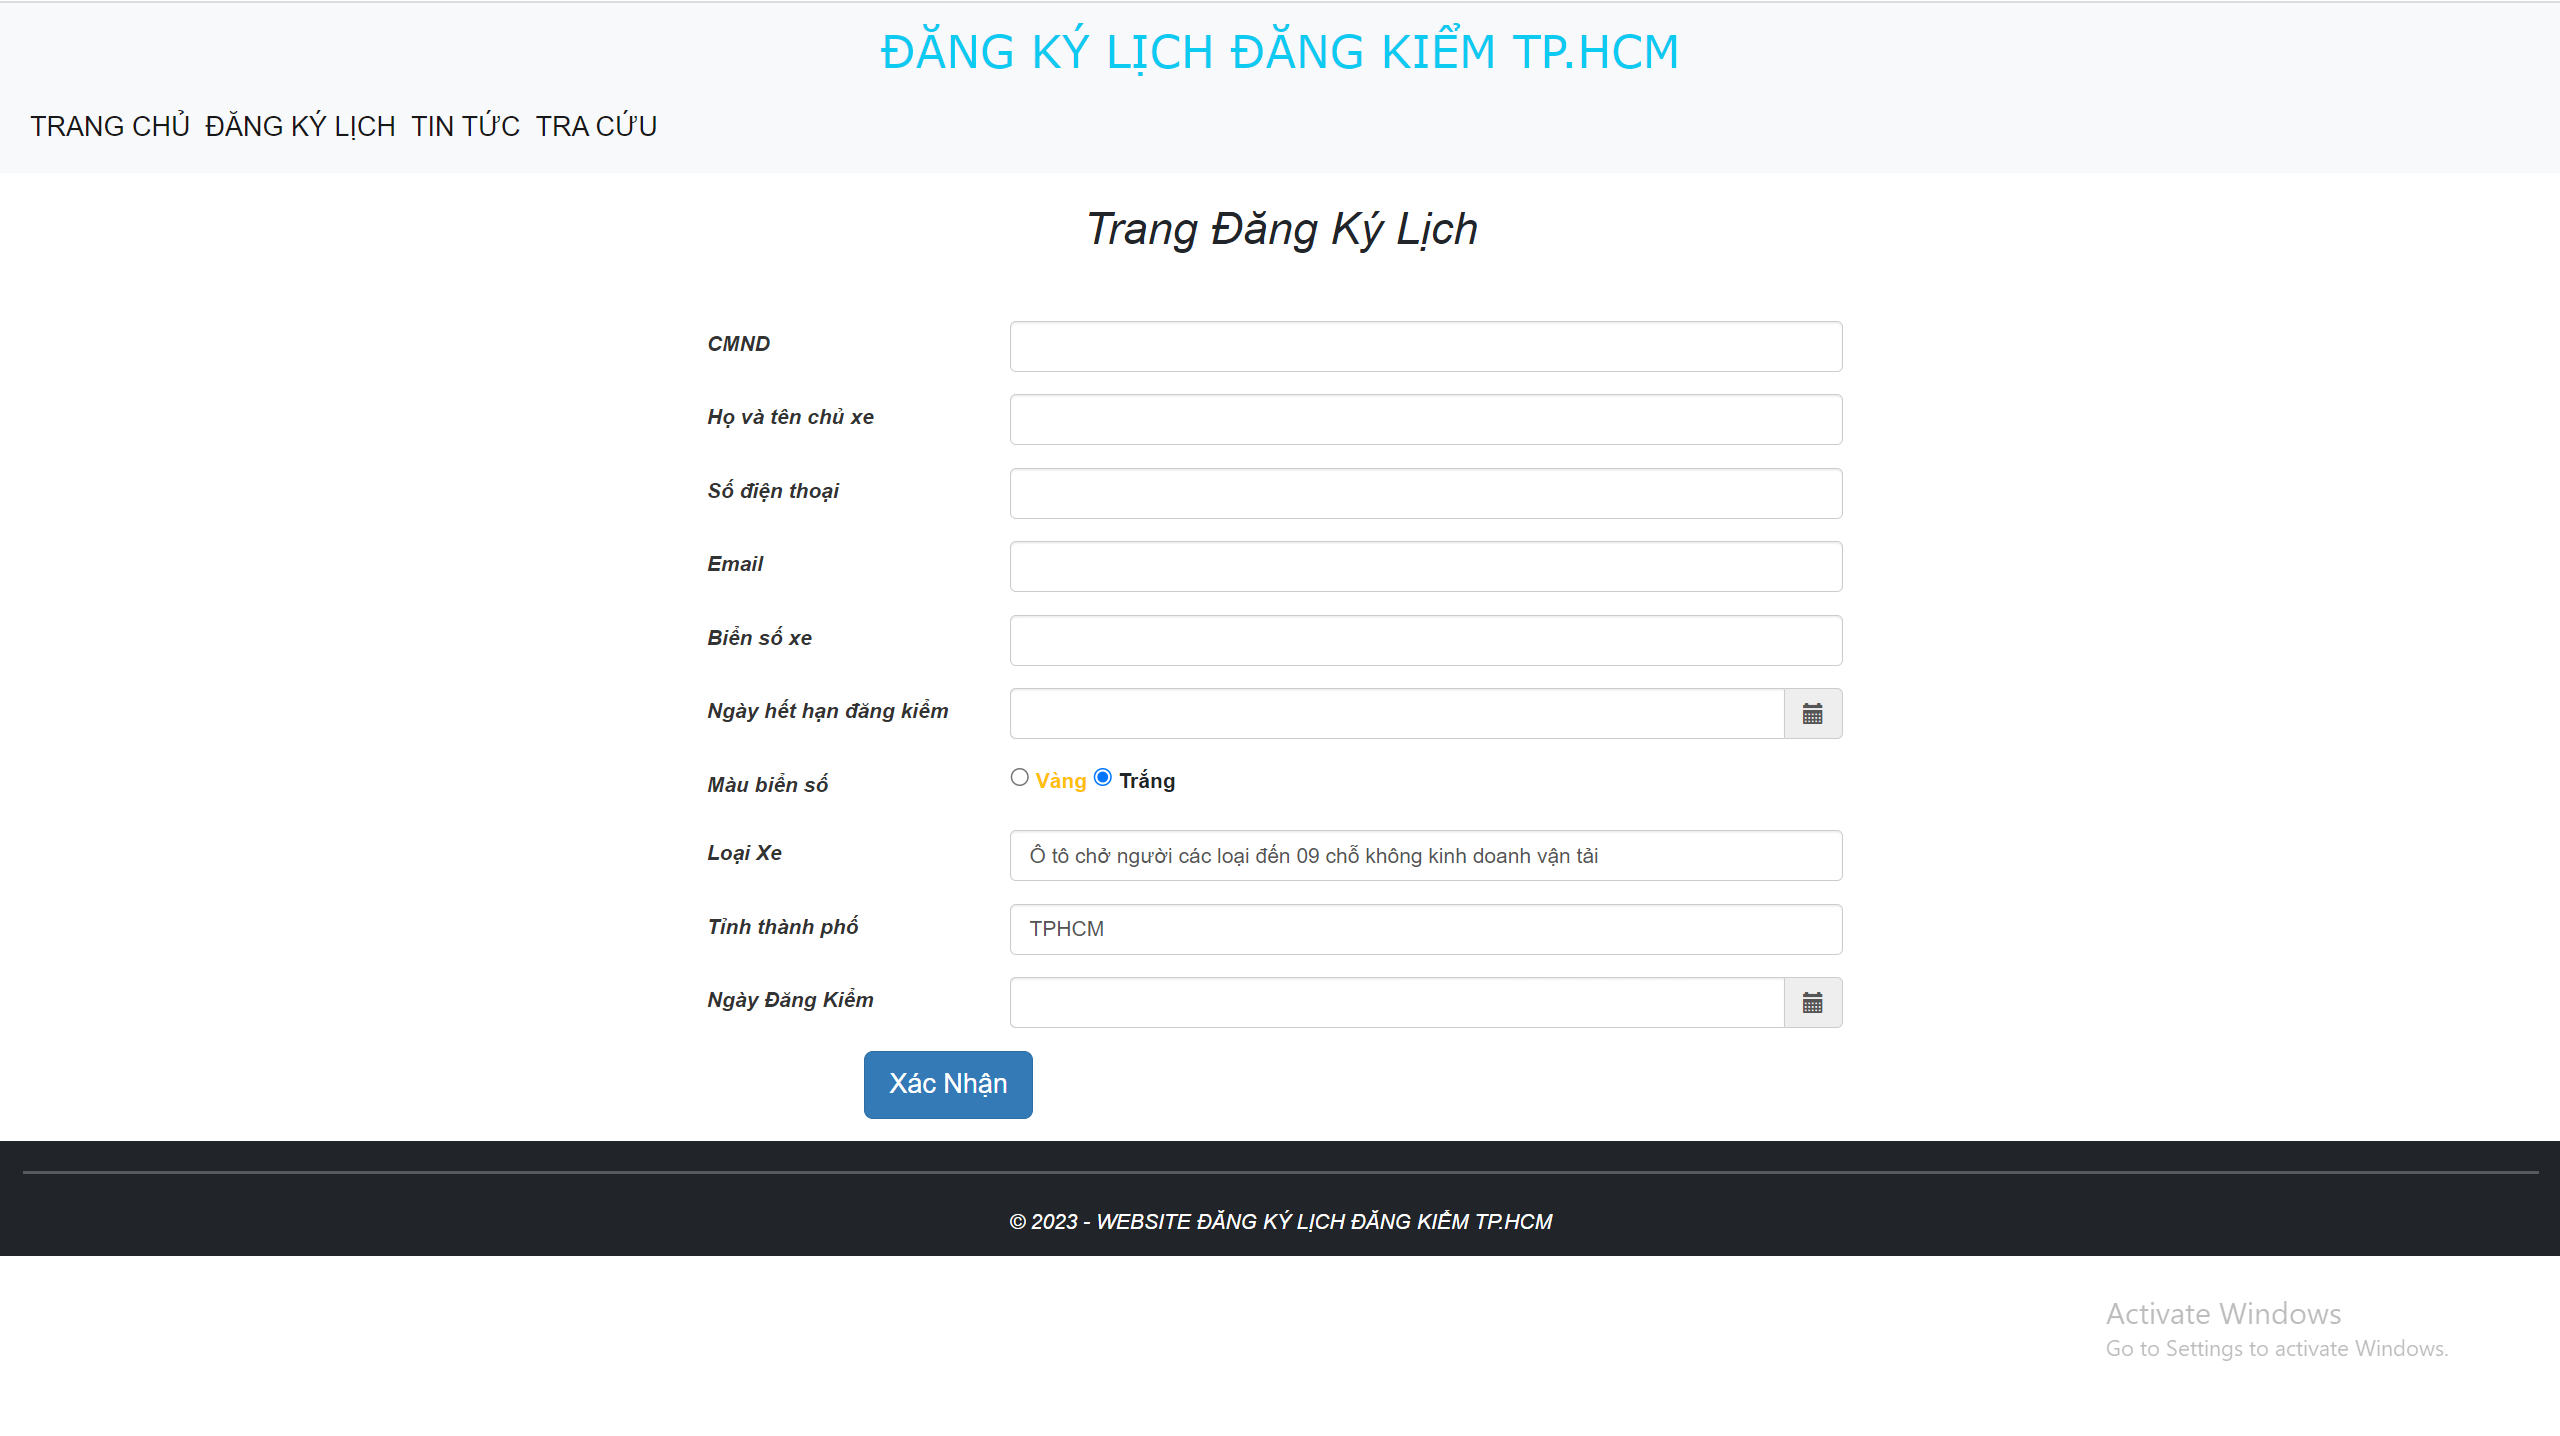 ĐĂNG KÝ LỊCH ĐĂNG KIỂM TP.HCM
TRANG CHỦ ĐĂNG KÝ LỊCH TIN TỨC TRA CỨU
Trang Đăng Ký Lịch
CMND
Họ và tên chủ xe
Số điện thoại
Email
Biển số xe
Ngày hết hạn đăng kiểm
Màu biển số Vàng Trắng
Loại Xe Ô tô chở người các loại đến 09 chỗ không kinh doanh vận tải
Tỉnh thành phố TPHCM
Ngày Đăng Kiểm
Xác Nhận
© 2023 - WEBSITE ĐĂNG KÝ LỊCH ĐĂNG KIỂM TP.HCM
Activate Windows
Go to Settings to activate Windows.